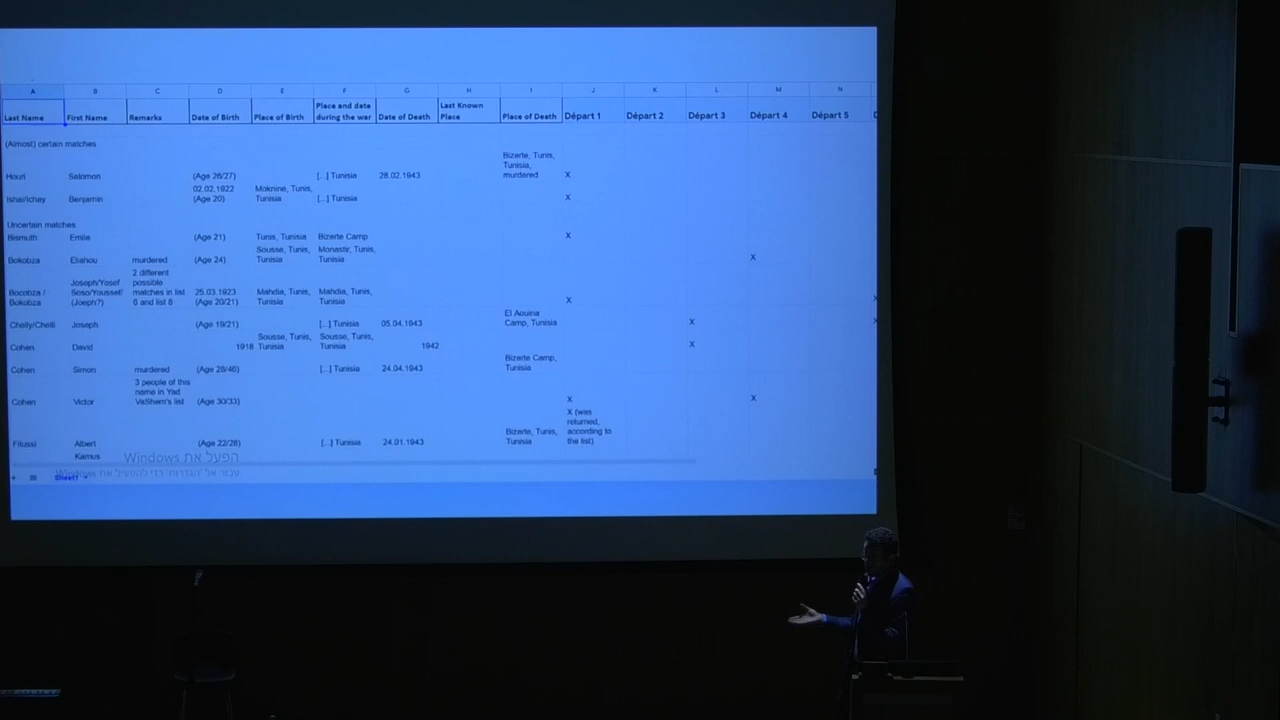 A B C D E F G H I J K L M N
Last Name First Name Remarks Date of Birth Place of Birth Place and date during the war Date of Death Last Known Place Place of Death Départ 1 Départ 2 Départ 3 Départ 4 Départ 5
(Almost) certain matches
Houri Salomon (Age 26/27) [...] Tunisia 28.02.1943 Bizerte, Tunis, Tunisia, murdered X
Ishai/Ichay Benjamin 02.02.1922 (Age 20) Moknine, Tunis, Tunisia [...] Tunisia X
Uncertain matches
Bismuth Emile (Age 21) Tunis, Tunisia Bizerte Camp X
Bokobza Eliahou murdered (Age 24) Sousse, Tunis, Tunisia Monastir, Tunis, Tunisia X
Bocobza / Bokobza Joseph/Yosef Soso/Youssef/ (Joeph?) 2 different possible matches in list 6 and list 8 25.03.1923 (Age 20/21) Mahdia, Tunis, Tunisia Mahdia, Tunis, Tunisia X X
Chelly/Chelli Joseph (Age 19/21) [...] Tunisia 05.04.1943 El Aouina Camp, Tunisia X X
Cohen David 1918 Sousse, Tunis, Tunisia Sousse, Tunis, Tunisia 1942 X
Cohen Simon murdered [...] Tunisia 24.04.1943 Bizerte Camp, Tunisia
Cohen Victor 3 people of this name in Yad VaShem's list (Age 30/33) X X
Albert (Age 22/28) [...] Tunisia 24.01.1943 Bizerte, Tunis, Tunisia X (was returned, according to the list)
Kamus
הפעל את Windows
עבור אל 'הגדרות' כדי להפעיל את Windows
+ Sheet1